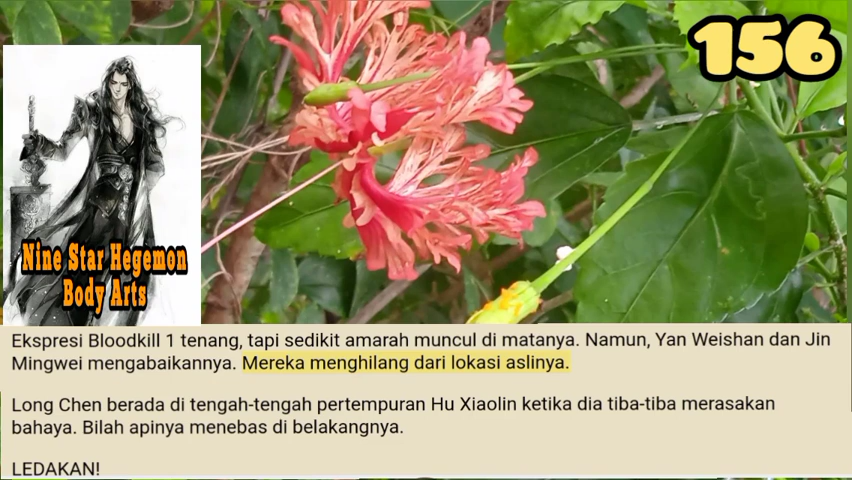 156
Nine Star Hegemon
Body Arts
Ekspresi Bloodkill 1 tenang, tapi sedikit amarah muncul di matanya. Namun, Yan Weishan dan Jin
Mingwei mengabaikannya. Mereka menghilang dari lokasi aslinya.
Long Chen berada di tengah-tengah pertempuran Hu Xiaolin ketika dia tiba-tiba merasakan
bahaya. Bilah apinya menebas di belakangnya.
LEDAKAN!